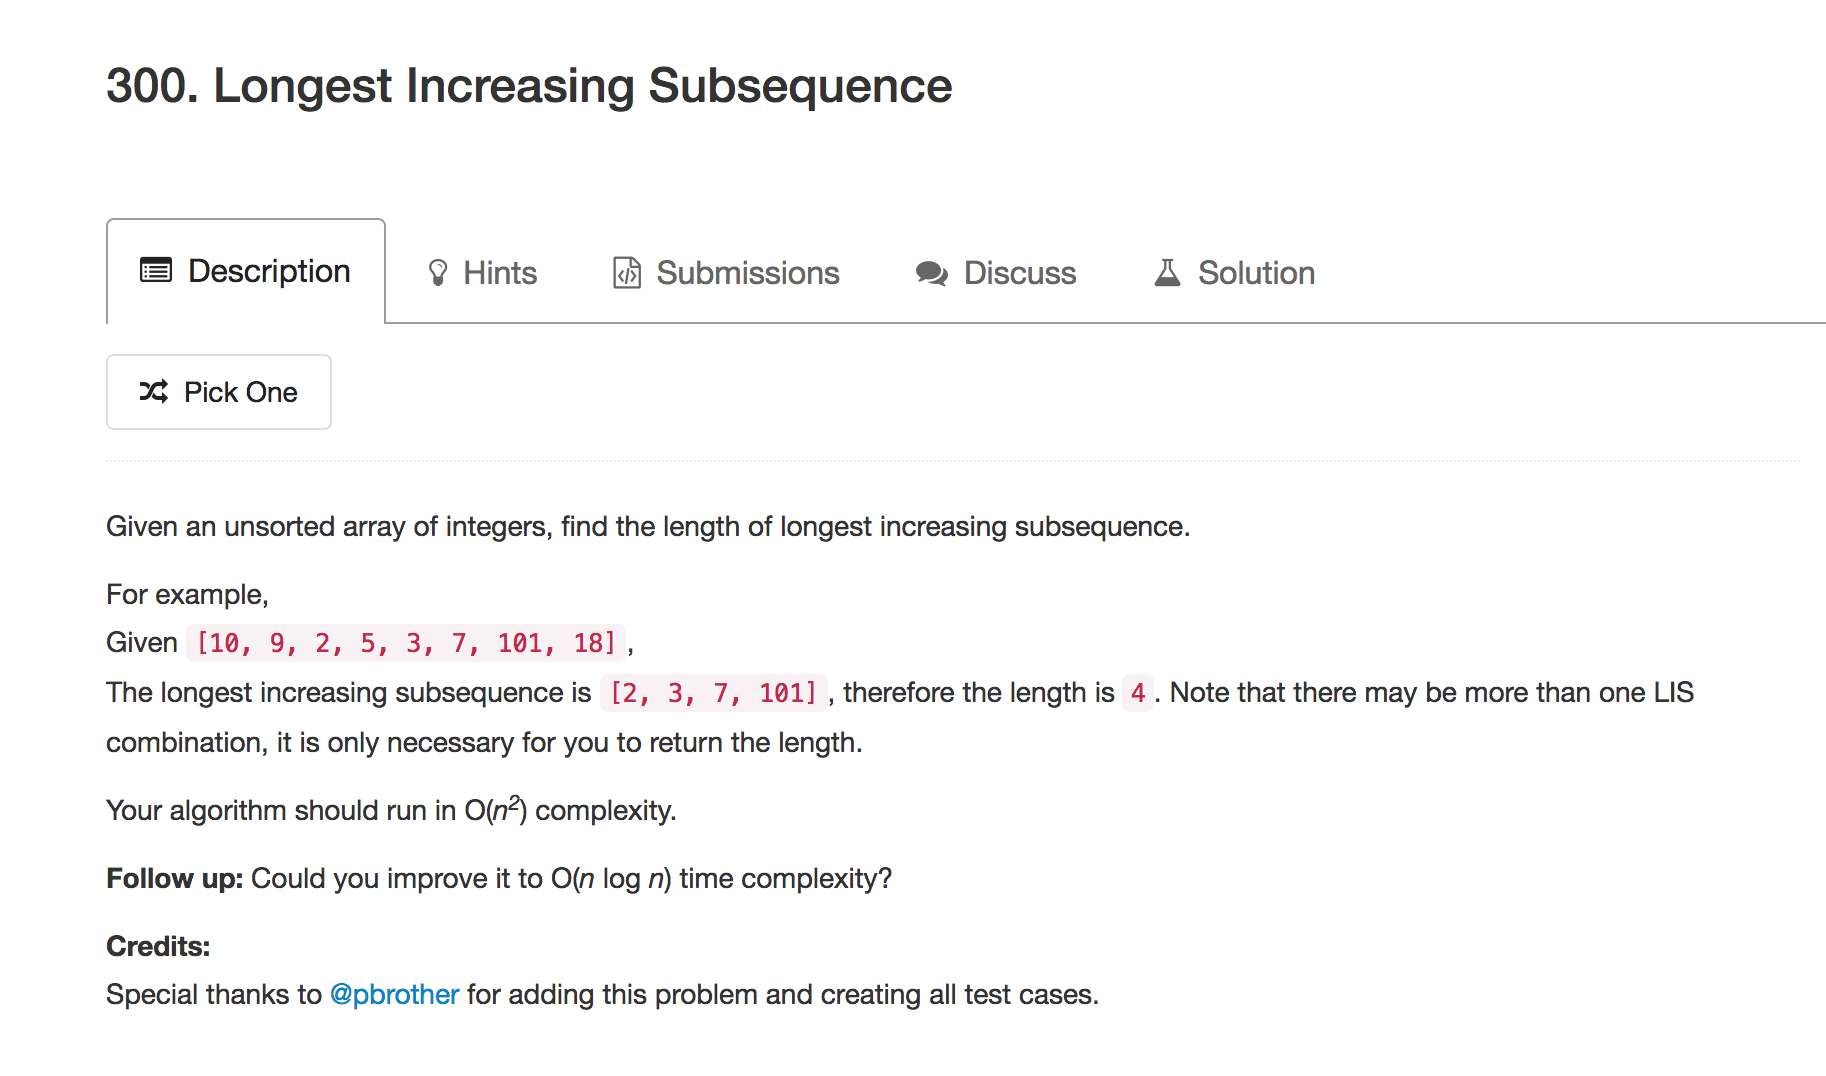 300. Longest Increasing Subsequence
Description
Hints
Submissions
Discuss
Solution
Pick One
Given an unsorted array of integers, find the length of longest increasing subsequence.
For example,
Given [10, 9, 2, 5, 3, 7, 101, 18],
The longest increasing subsequence is [2, 3, 7, 101], therefore the length is 4. Note that there may be more than one LIS
combination, it is only necessary for you to return the length.
Your algorithm should run in O(n²) complexity.
Follow up: Could you improve it to O(n log n) time complexity?
Credits:
Special thanks to @pbrother for adding this problem and creating all test cases.